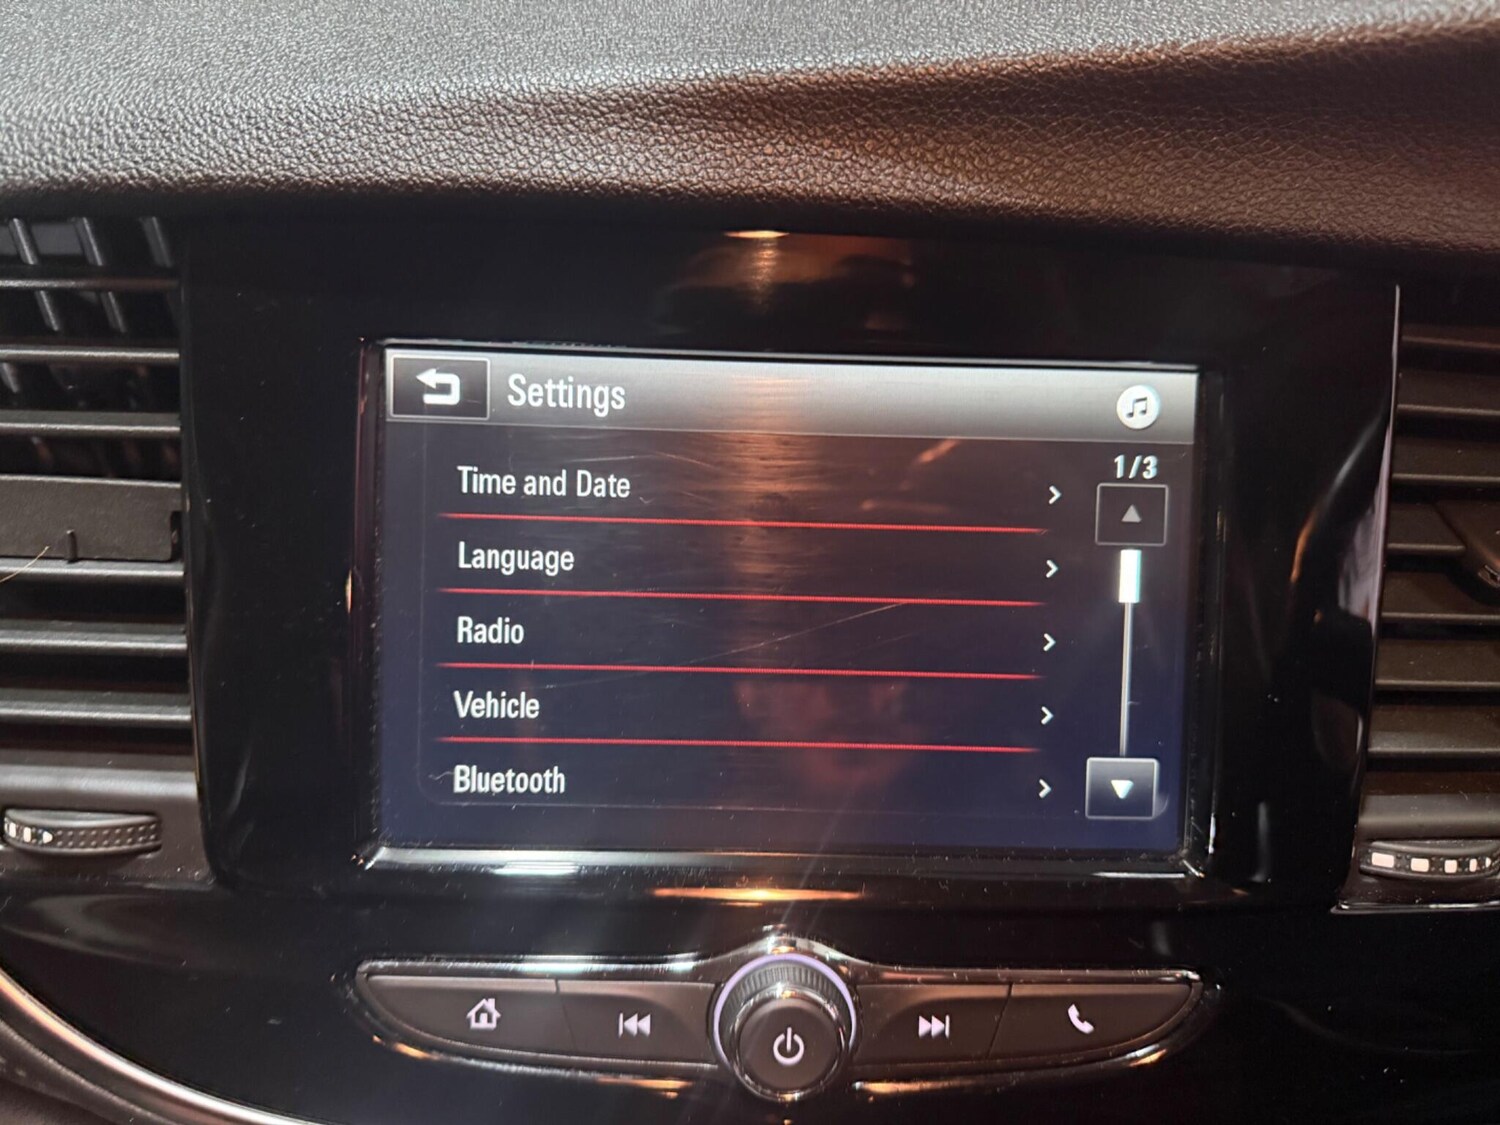 Settings
1/3
Time and Date
Language
Radio
Vehicle
Bluetooth